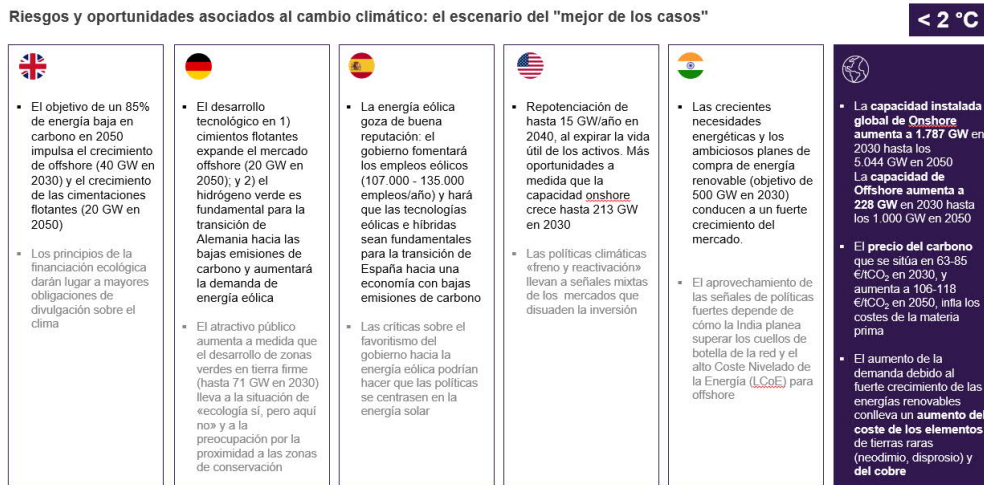 Riesgos y oportunidades asociados al cambio climático: el escenario del "mejor de los casos"
< 2 °C
▪ El objetivo de un 85%
de energía baja en
carbono en 2050
impulsa el crecimiento
de offshore (40 GW en
2030) y el crecimiento
de las cimentaciones
flotantes (20 GW en
2050)
▪ Los principios de la
financiación ecológica
darán lugar a mayores
obligaciones de
divulgación sobre el
clima
▪ El desarrollo
tecnológico en 1)
cimientos flotantes
expande el mercado
offshore (20 GW en
2050); y 2) el
hidrógeno verde es
fundamental para la
transición de
Alemania hacia las
bajas emisiones de
carbono y aumentará
la demanda de
energía eólica
▪ El atractivo público
aumenta a medida que
el desarrollo de zonas
verdes en tierra firme
(hasta 71 GW en 2030)
lleva a la situación de
«ecología sí, pero aquí
no» y a la
preocupación por la
proximidad a las zonas
de conservación
▪ La energía eólica
goza de buena
reputación: el
gobierno fomentará
los empleos eólicos
(107.000 - 135.000
empleos/año) y hará
que las tecnologías
eólicas e híbridas
sean fundamentales
para la transición de
España hacia una
economía con bajas
emisiones de carbono
▪ Las críticas sobre el
favoritismo del
gobierno hacia la
energía eólica podrían
hacer que las políticas
se centrasen en la
energía solar
▪ Repotenciación de
hasta 15 GW/año en
2040, al expirar la vida
útil de los activos. Más
oportunidades a
medida que la
capacidad onshore
crece hasta 213 GW
en 2030
▪ Las políticas climáticas
«freno y reactivación»
llevan a señales mixtas
de los mercados que
disuaden la inversión
▪ Las crecientes
necesidades
energéticas y los
ambiciosos planes de
compra de energía
renovable (objetivo de
500 GW en 2030)
conducen a un fuerte
crecimiento del
mercado.
▪ El aprovechamiento de
las señales de políticas
fuertes depende de
cómo la India planea
superar los cuellos de
botella de la red y el
alto Coste Nivelado de
la Energía (LCoE) para
offshore
▪ La capacidad instalada
global de Onshore
aumenta a 1.787 GW en
2030 hasta los
5.044 GW en 2050
La capacidad de
Offshore aumenta a
228 GW en 2030 hasta
los 1.000 GW en 2050
▪ El precio del carbono
que se sitúa en 63-85
€/tCO₂ en 2030, y
aumenta a 106-118
€/tCO₂ en 2050, infla los
costes de la materia
prima
▪ El aumento de la
demanda debido al
fuerte crecimiento de las
energías renovables
conlleva un aumento del
coste de los elementos
de tierras raras
(neodimio, disprosio) y
del cobre